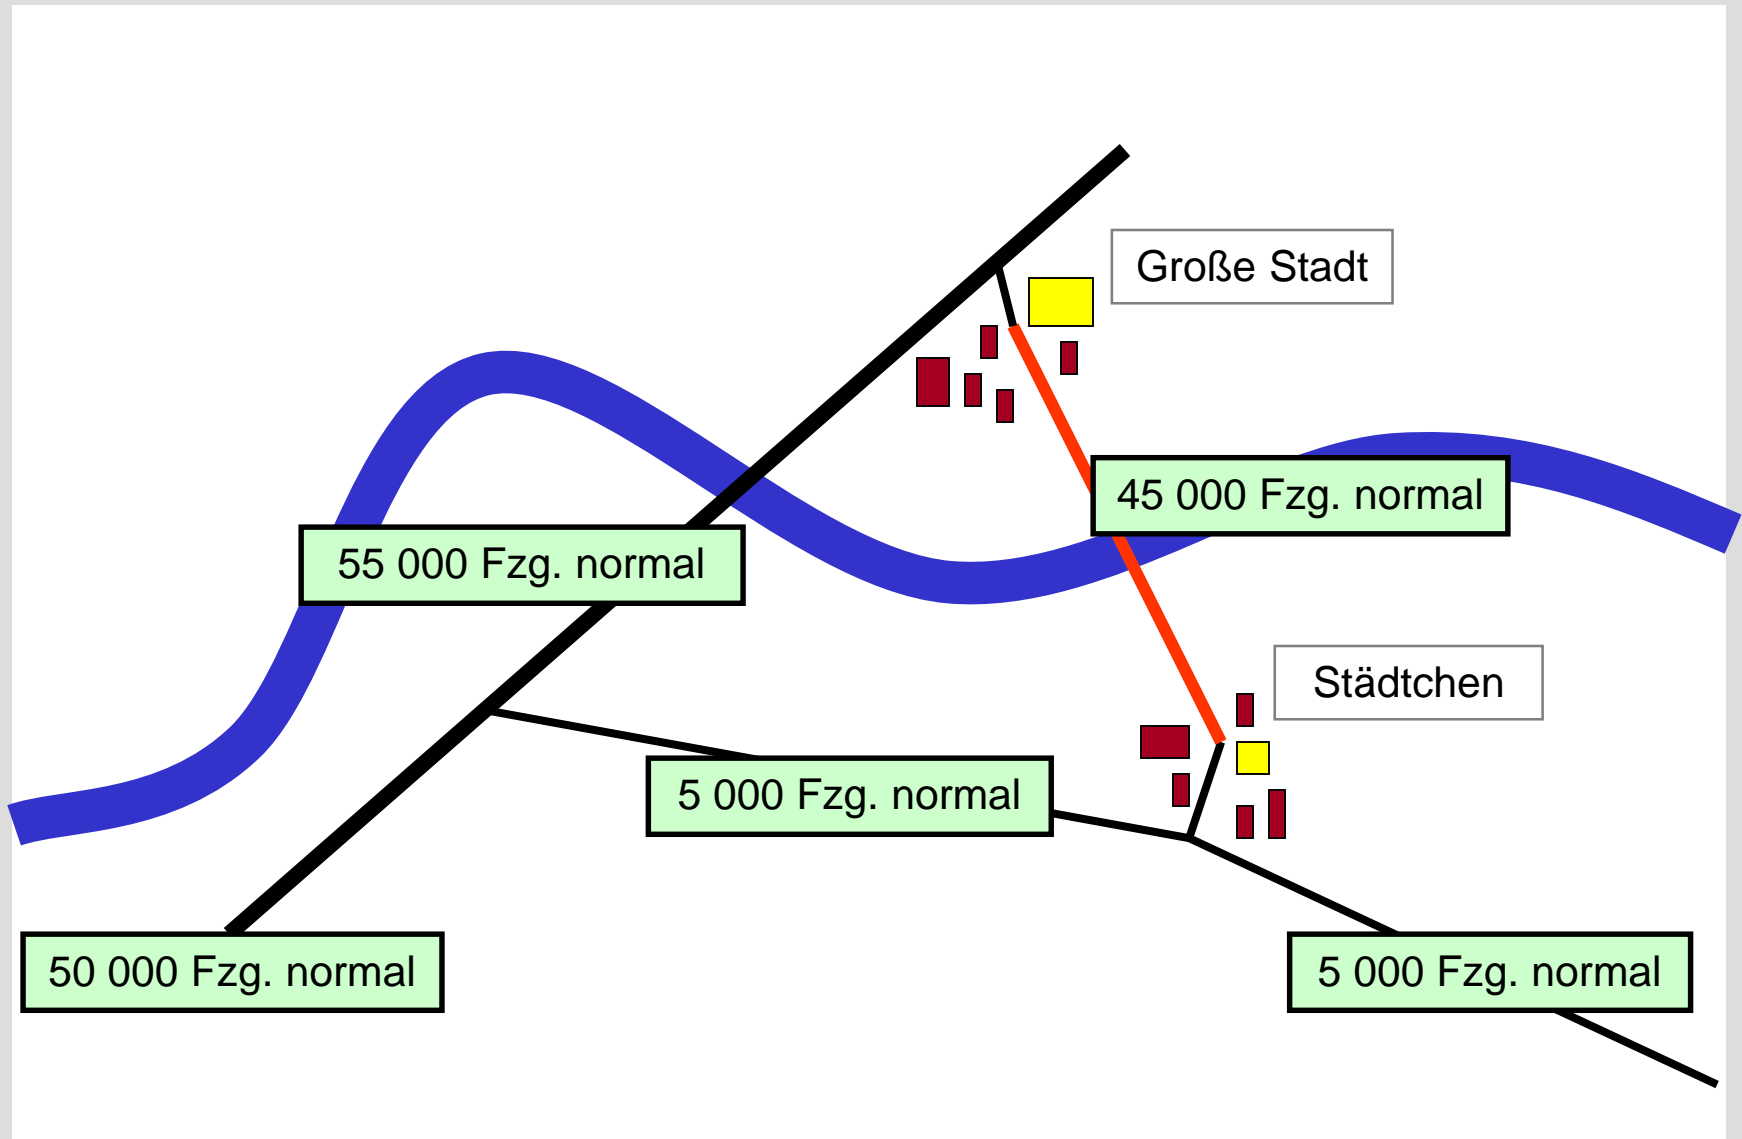 Große Stadt
45 000 Fzg. normal
55 000 Fzg. normal
Städtchen
5 000 Fzg. normal
50 000 Fzg. normal
5 000 Fzg. normal